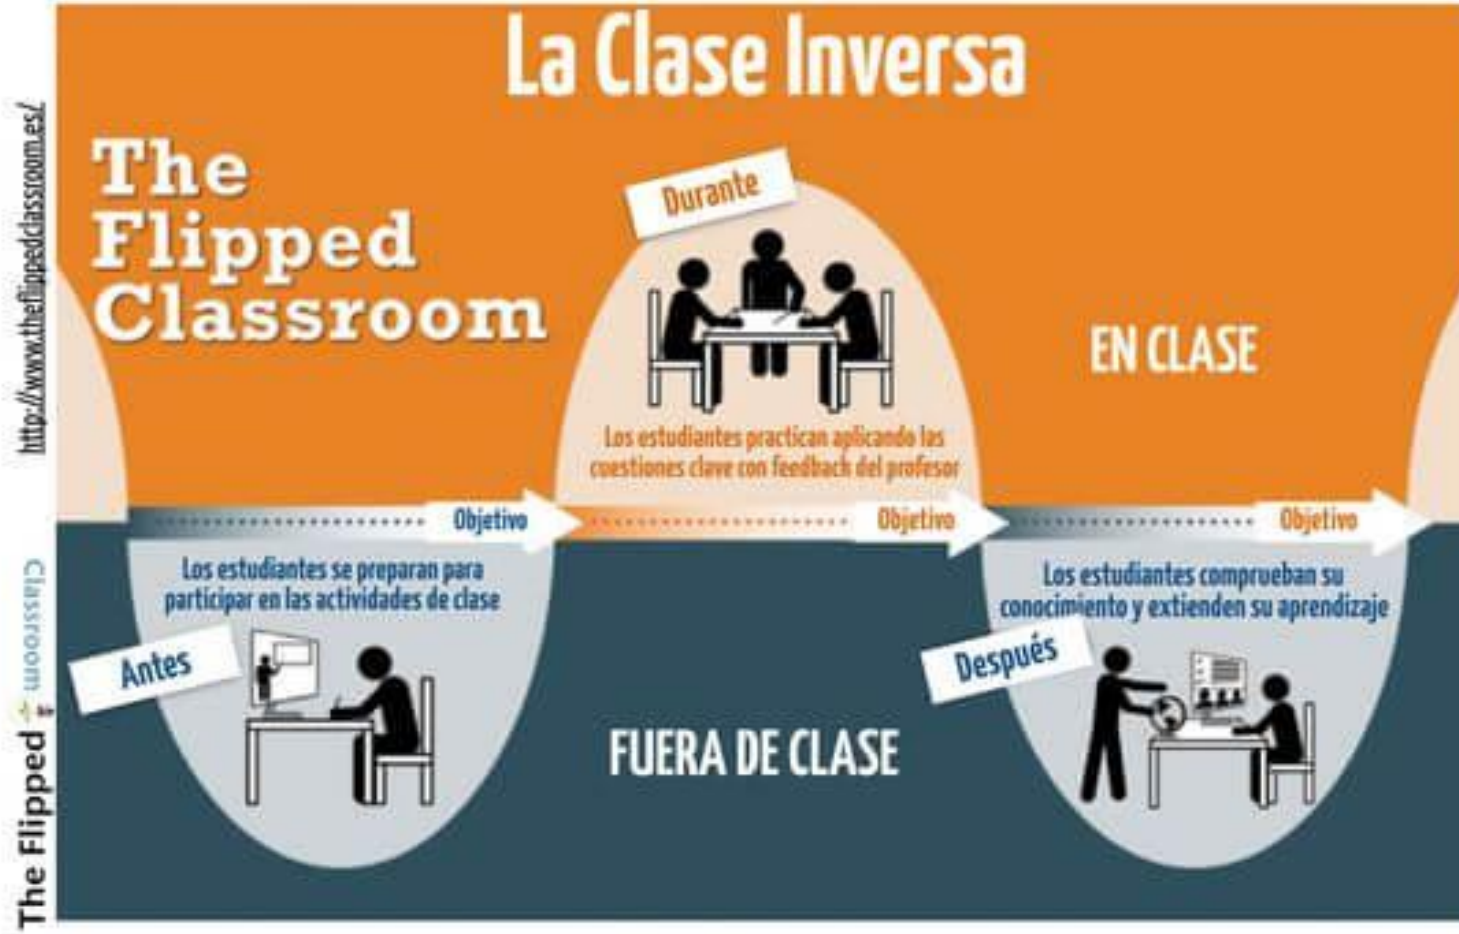 La Clase Inversa
The
Flipped
Classroom
http://www.theflippedclassroom.es/
Durante
EN CLASE
Los estudiantes practican aplicando las
cuestiones clave con feedback del profesor
Objetivo
Objetivo
Objetivo
Los estudiantes se preparan para
participar en las actividades de clase
Antes
Los estudiantes comprueban su
conocimiento y extienden su aprendizaje
Después
FUERA DE CLASE
The Flipped Classroom